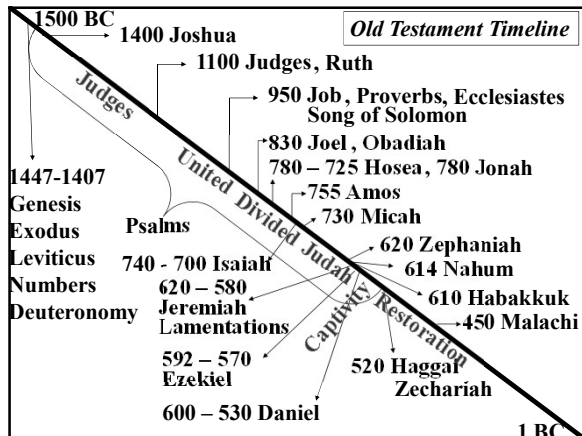 1500 BC
Old Testament Timeline
1400 Joshua
1100 Judges, Ruth
950 Job, Proverbs, Ecclesiastes
Song of Solomon
830 Joel, Obadiah
780 – 725 Hosea, 780 Jonah
755 Amos
730 Micah
620 Zephaniah
614 Nahum
610 Habakkuk
450 Malachi
520 Haggai
Zechariah
1 BC
Judges
United
Divided
Judah
Captivity
Restoration
1447-1407
Genesis
Exodus
Leviticus
Numbers
Deuteronomy
Psalms
740 - 700 Isaiah
620 – 580
Jeremiah
Lamentations
592 – 570
Ezekiel
600 – 530 Daniel